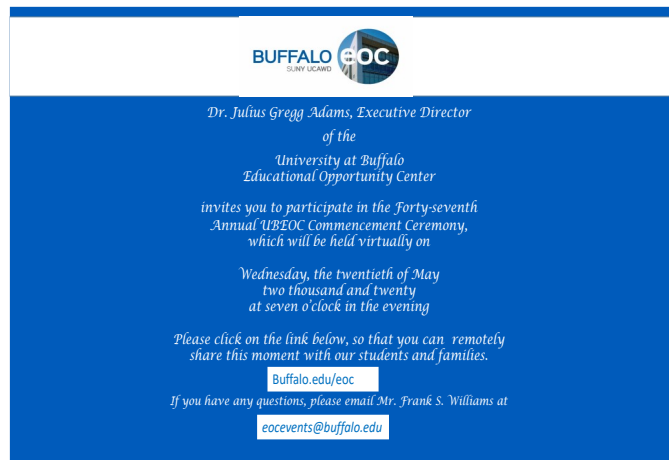 BUFFALO eoc
SUNY UCAWD
Dr. Julius Gregg Adams, Executive Director
of the
University at Buffalo
Educational Opportunity Center
invites you to participate in the Forty-seventh
Annual UBEOC Commencement Ceremony,
which will be held virtually on
Wednesday, the twentieth of May
two thousand and twenty
at seven o'clock in the evening
Please click on the link below, so that you can remotely
share this moment with our students and families.
Buffalo.edu/eoc
If you have any questions, please email Mr. Frank S. Williams at
eocevents@buffalo.edu